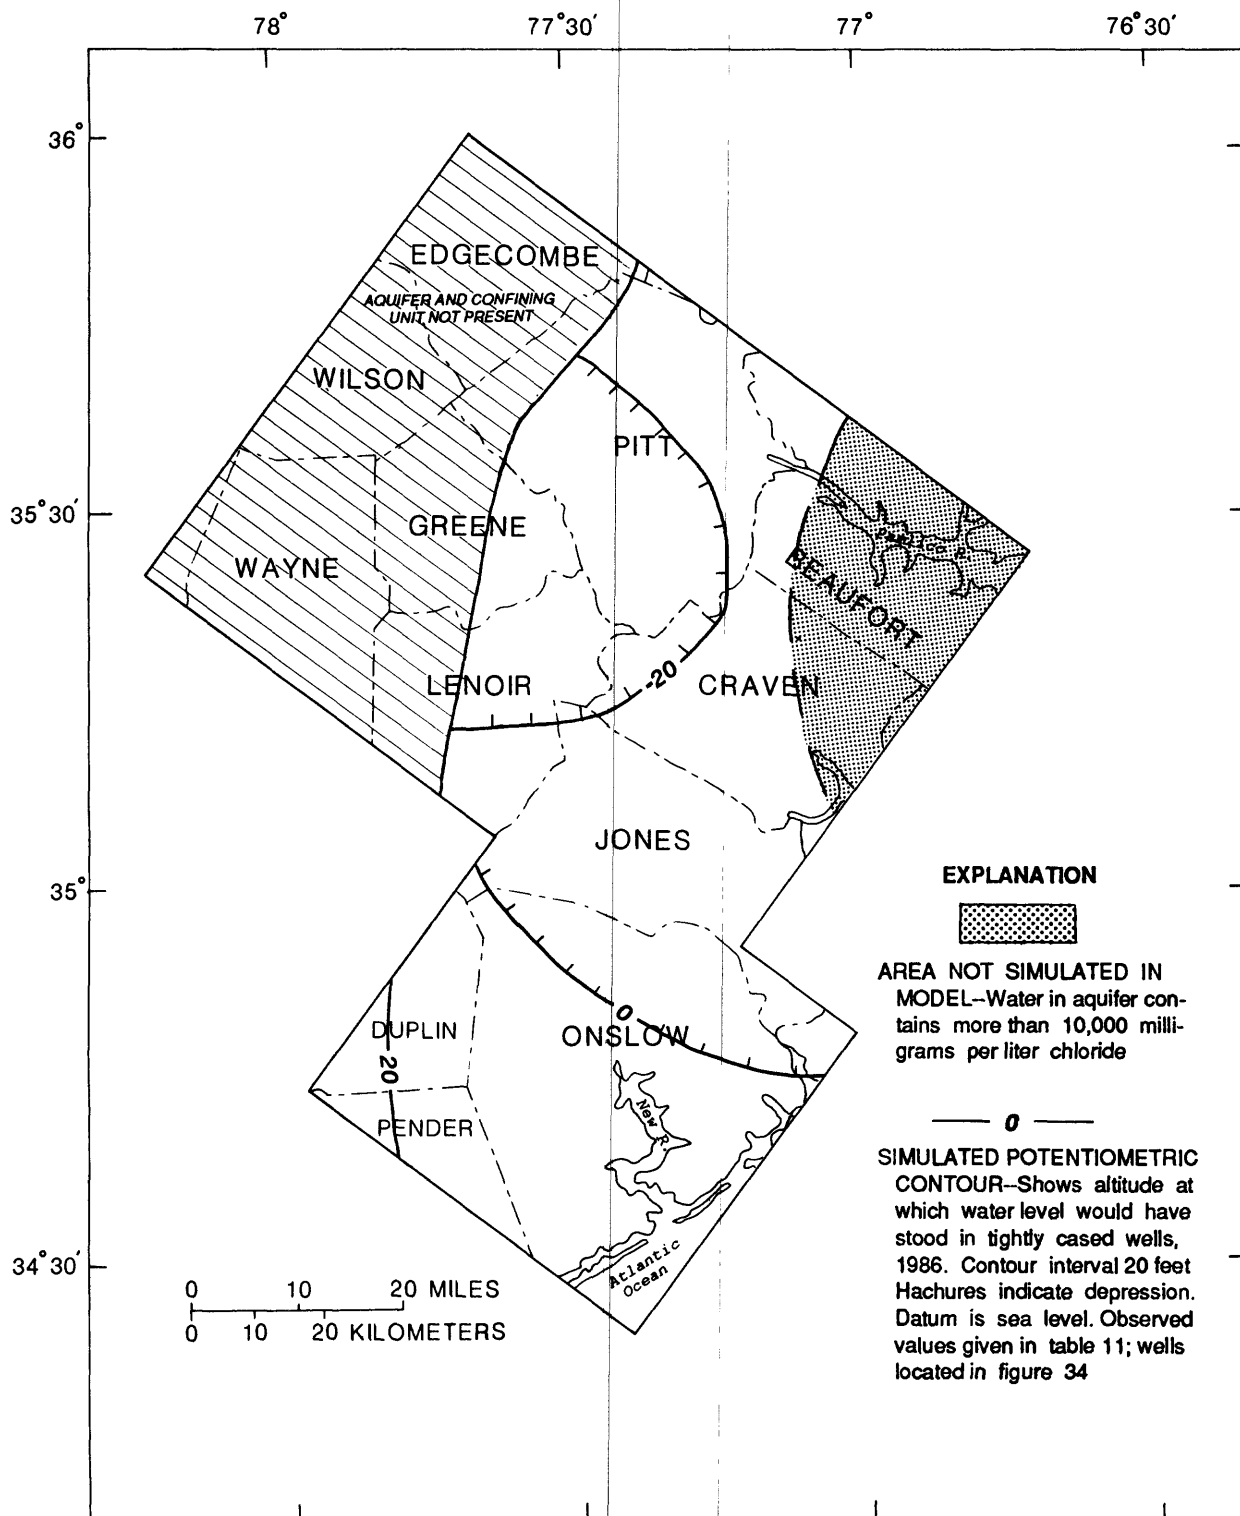 78°
77°30′
77°
76°30′
36°
EDGECOMBE
AQUIFER AND CONFINING
UNIT NOT PRESENT
WILSON
PITT
35°30′
GREENE
PAMLICO R.
WAYNE
BEAUFORT
-20
LENOIR
CRAVEN
JONES
35°
0
DUPLIN
ONSLOW
20
New R.
PENDER
34°30′
Atlantic
Ocean
0 10 20 MILES
0 10 20 KILOMETERS
EXPLANATION
AREA NOT SIMULATED IN
MODEL--Water in aquifer con-
tains more than 10,000 milli-
grams per liter chloride
0
SIMULATED POTENTIOMETRIC
CONTOUR--Shows altitude at
which water level would have
stood in tightly cased wells,
1986. Contour interval 20 feet
Hachures indicate depression.
Datum is sea level. Observed
values given in table 11; wells
located in figure 34